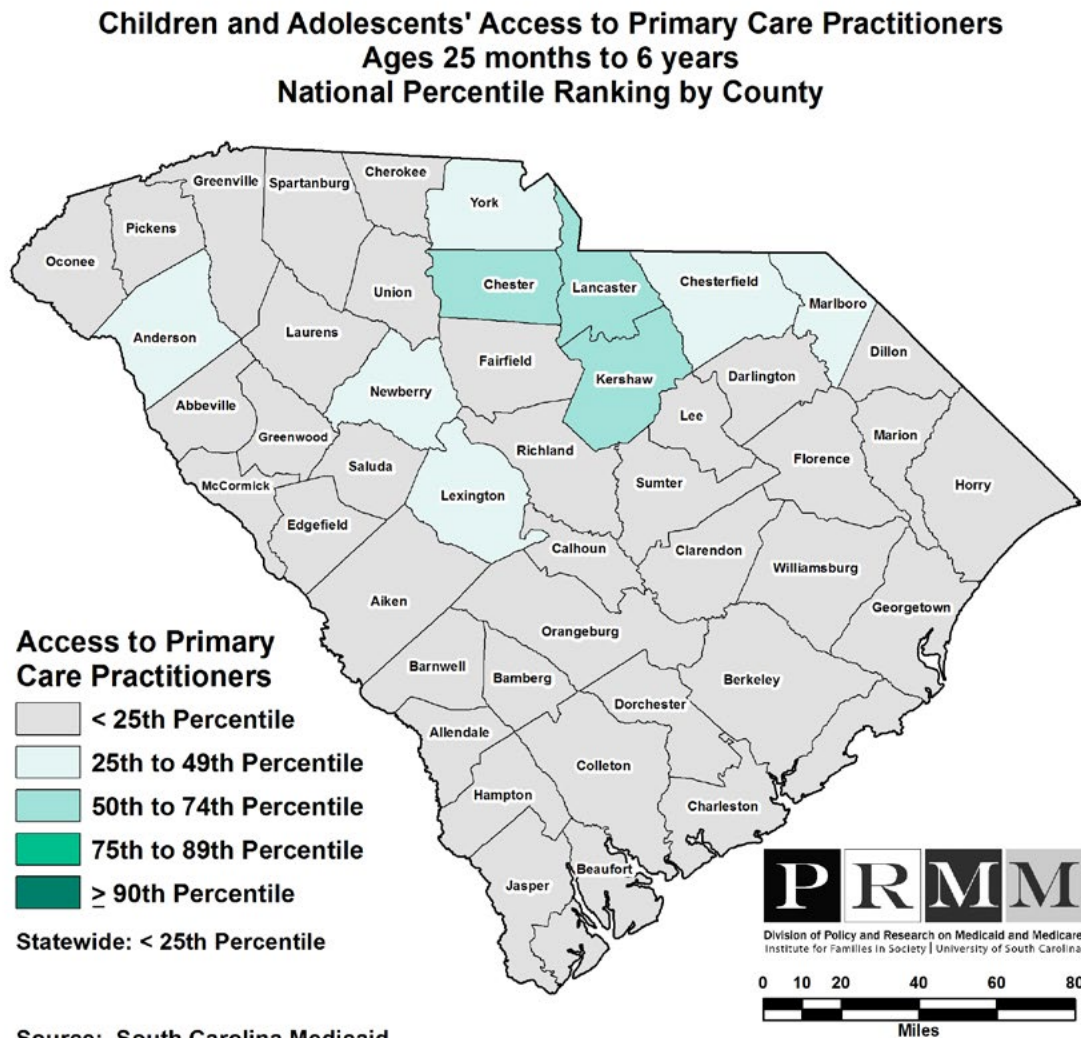 Children and Adolescents' Access to Primary Care Practitioners
Ages 25 months to 6 years
National Percentile Ranking by County
Cherokee
Greenville
Spartanburg
York
Pickens
Oconee
Chester
Lancaster
Chesterfield
Union
Marlboro
Anderson
Laurens
Dillon
Fairfield
Darlington
Kershaw
Newberry
Abbeville
Lee
Greenwood
Marion
Richland
Florence
Saluda
McCormick
Sumter
Horry
Lexington
Edgefield
Calhoun
Clarendon
Williamsburg
Aiken
Georgetown
Orangeburg
Barnwell
Bamberg
Berkeley
Dorchester
Allendale
Colleton
Hampton
Charleston
Beaufort
Jasper
Access to Primary
Care Practitioners
< 25th Percentile
25th to 49th Percentile
50th to 74th Percentile
75th to 89th Percentile
≥ 90th Percentile
Statewide: < 25th Percentile
PRMM
Division of Policy and Research on Medicaid and Medicare
Institute for Families in Society | University of South Carolina
0 10 20 40 60 80
Miles
Source: South Carolina Medicaid